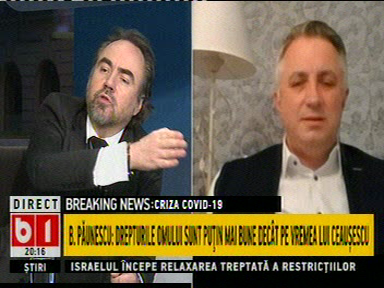 DIRECT
BREAKING NEWS: CRIZA COVID-19
b1
B. PĂUNESCU: DREPTURILE OMULUI SUNT PUȚIN MAI BUNE DECÂT PE VREMEA LUI CEAUȘESCU
20:16
ȘTIRI
ISRAELUL ÎNCEPE RELAXAREA TREPTATĂ A RESTRICȚIILOR